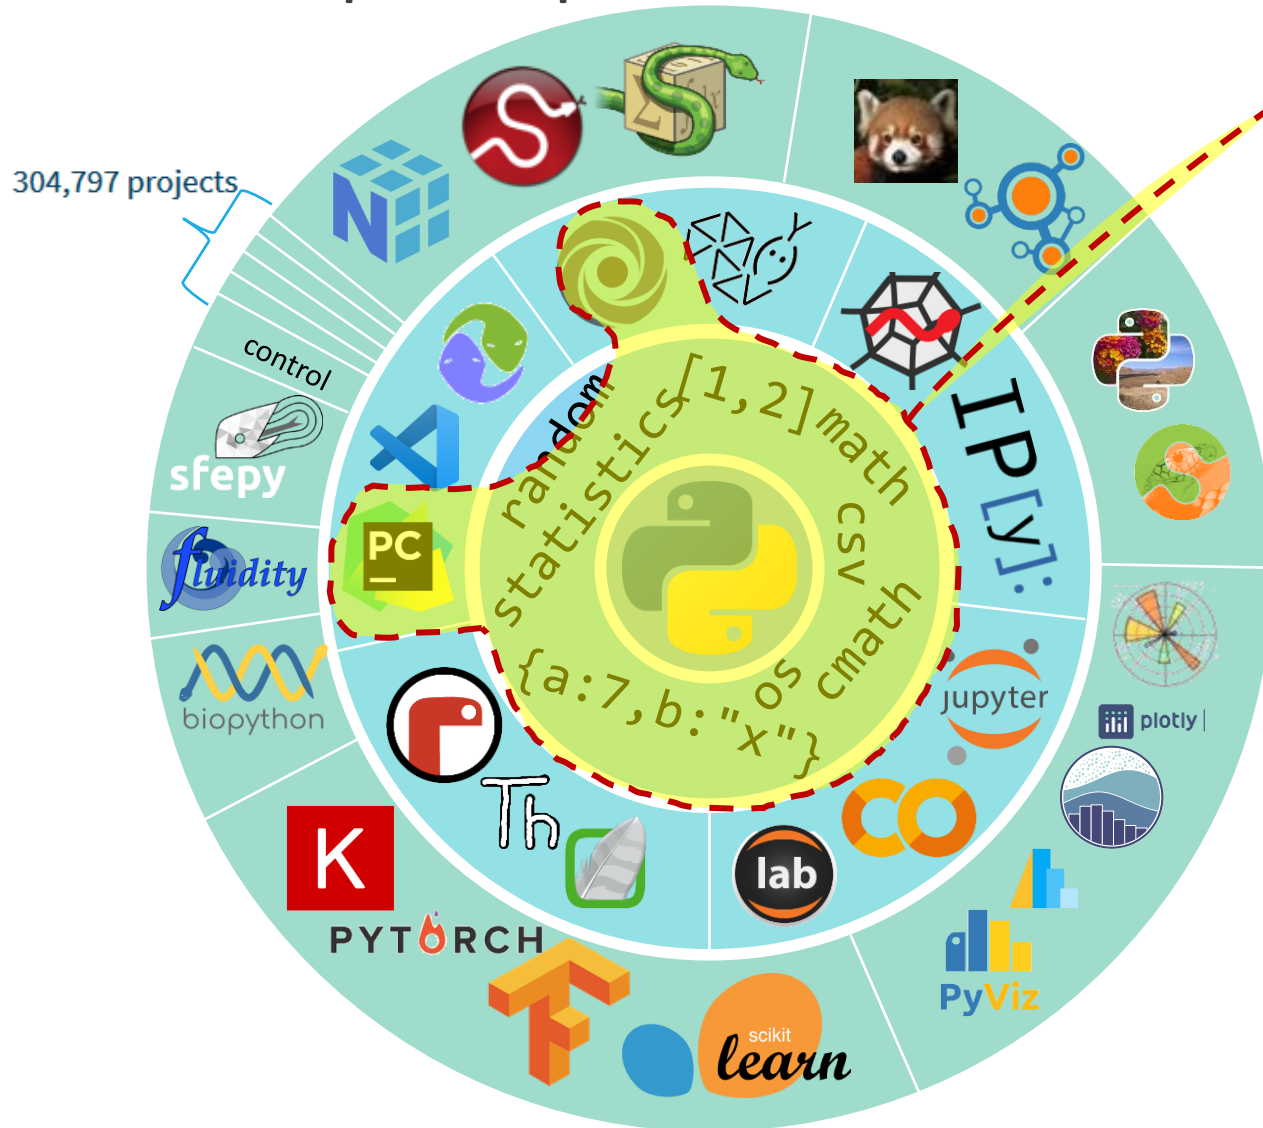 304,797 projects
N
control
sfepy
fluidity
biopython
PC
random
statistics
[1,2]
math
csv
cmath
os
{a:7,b:"x"}
IP[y]:
jupyter
plotly
Th
lab
K
PYTORCH
PyViz
scikit
learn